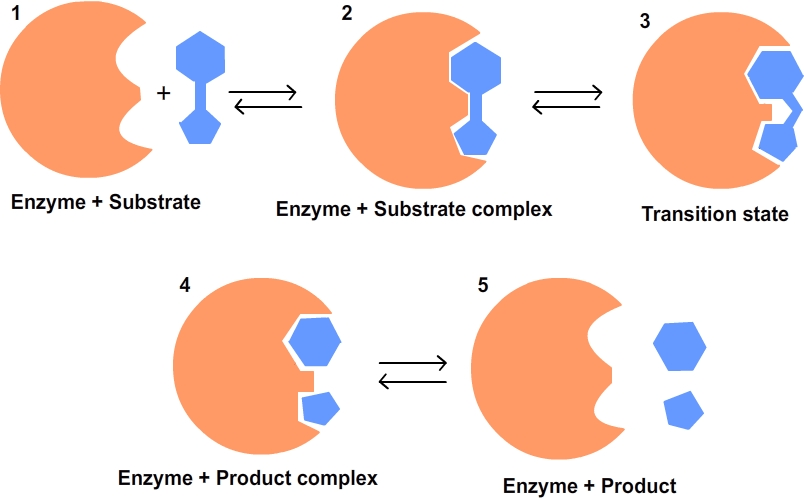 1
2
3
+
Enzyme + Substrate
Enzyme + Substrate complex
Transition state
4
5
Enzyme + Product complex
Enzyme + Product